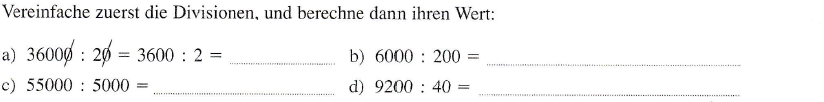 Vereinfache zuerst die Divisionen, und berechne dann ihren Wert:
a) 36000 : 20 = 3600 : 2 = 
b) 6000 : 200 =
c) 55000 : 5000 =
d) 9200 : 40 =